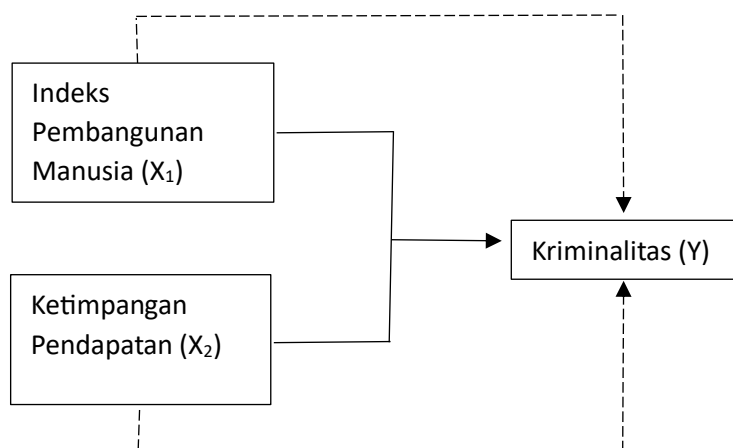 Indeks
Pembangunan
Manusia (X₁)
Kriminalitas (Y)
Ketimpangan
Pendapatan (X₂)